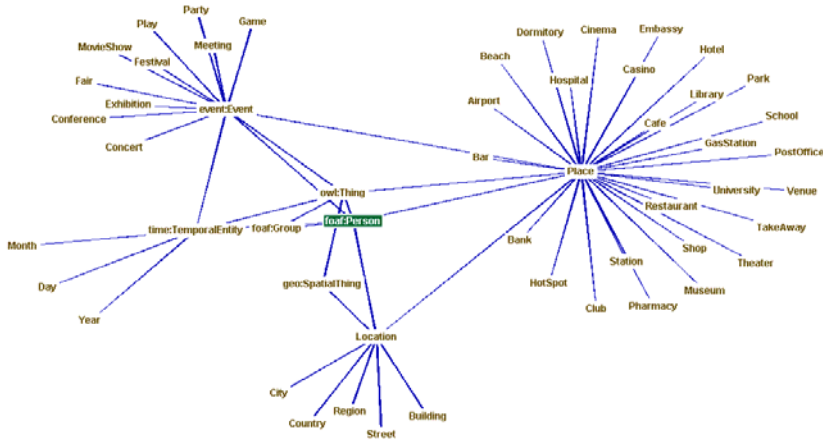 Party
Play
Game
MovieShow
Meeting
Festival
Fair
Exhibition
event:Event
Conference
Concert
Dormitory
Cinema
Embassy
Beach
Hotel
Hospital
Casino
Park
Airport
Library
Cafe
School
GasStation
PostOffice
Bar
Place
University
Venue
Restaurant
TakeAway
Bank
Shop
Station
Theater
HotSpot
Museum
Club
Pharmacy
owl:Thing
foaf:Person
time:TemporalEntity
foaf:Group
Month
Day
Year
geo:SpatialThing
Location
City
Country
Region
Building
Street